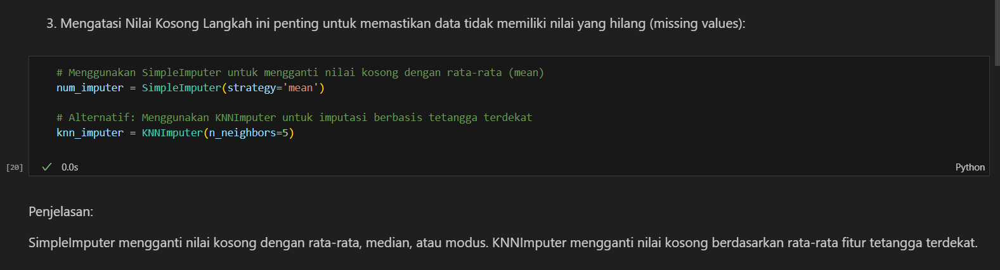 3. Mengatasi Nilai Kosong Langkah ini penting untuk memastikan data tidak memiliki nilai yang hilang (missing values):
# Menggunakan SimpleImputer untuk mengganti nilai kosong dengan rata-rata (mean)
num_imputer = SimpleImputer(strategy='mean')
# Alternatif: Menggunakan KNNImputer untuk imputasi berbasis tetangga terdekat
knn_imputer = KNNImputer(n_neighbors=5)
[20] ✓ 0.0s Python
Penjelasan:
SimpleImputer mengganti nilai kosong dengan rata-rata, median, atau modus. KNNImputer mengganti nilai kosong berdasarkan rata-rata fitur tetangga terdekat.